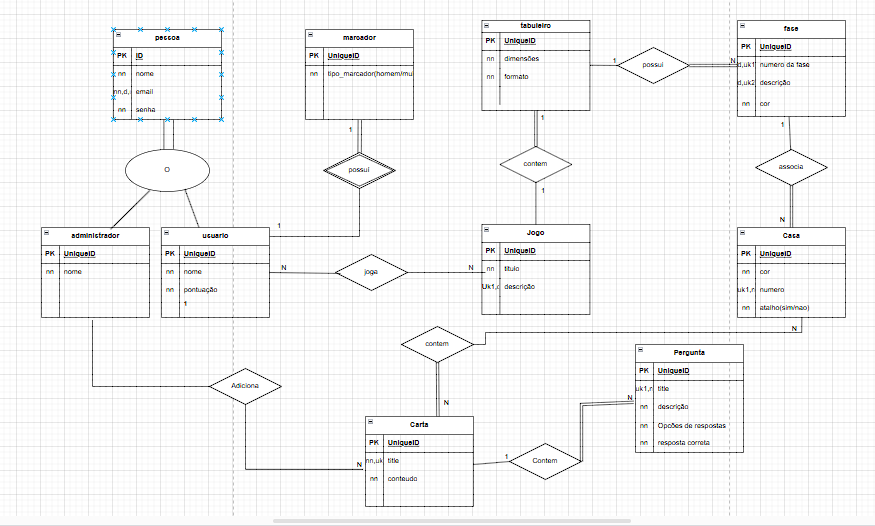 pessoa
PK ID
nn nome
nn,d, email
nn senha
maroador
PK UniqueID
nn tipo_marcador(homem/mul
tabuleiro
PK UniqueID
nn dimensões
nn formato
1
possui
N
fase
PK UniqueID
d,uk1 numero da fase
d,uk2 descrição
nn cor
O
1
possuí
1
1
contem
1
1
associa
N
administrador
PK UniqueID
nn nome
usuario
PK UniqueID
nn nome
nn pontuação
1
N
joga
N
Jogo
PK UniqueID
nn titulo
Uk1,r descrição
Casa
PK UniqueID
nn cor
uk1,r numero
nn atalho(sim/nao)
N
contem
N
Adiciona
N
Carta
PK UniqueID
nn,uk title
nn conteudo
1
Contem
N
Pergunta
PK UniqueID
uk1,r title
nn descrição
nn Opcões de respostas
nn resposta correta